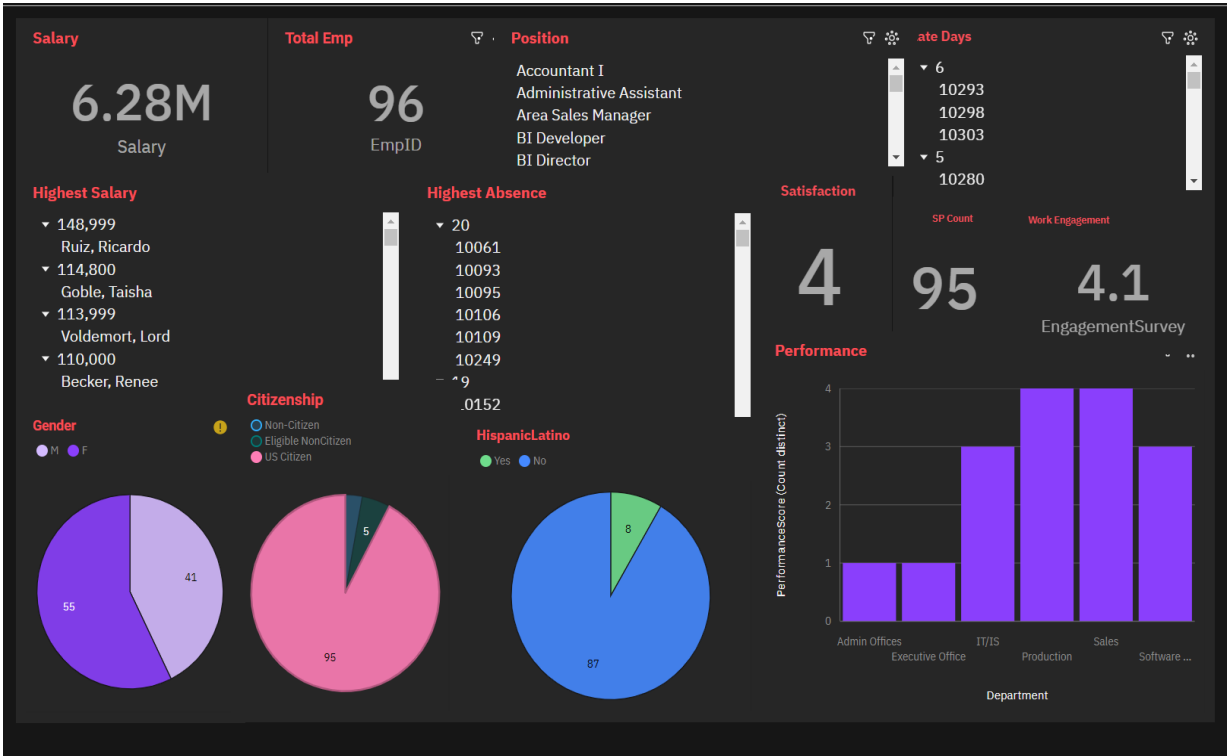 Salary
6.28M
Salary
Total Emp
96
EmpID
Position
Accountant I
Administrative Assistant
Area Sales Manager
BI Developer
BI Director
ate Days
6
10293
10298
10303
5
10280
Highest Salary
148,999
Ruiz, Ricardo
114,800
Goble, Taisha
113,999
Voldemort, Lord
110,000
Becker, Renee
Highest Absence
20
10061
10093
10095
10106
10109
10249
19
0152
Satisfaction
4
SP Count
95
Work Engagement
4.1
EngagementSurvey
Gender
M F
41
55
Citizenship
Non-Citizen
Eligible NonCitizen
US Citizen
5
95
HispanicLatino
Yes No
8
87
Performance
PerformanceScore (Count distinct)
4
3
2
1
0
Admin Offices
Executive Office
IT/IS
Production
Sales
Software ...
Department